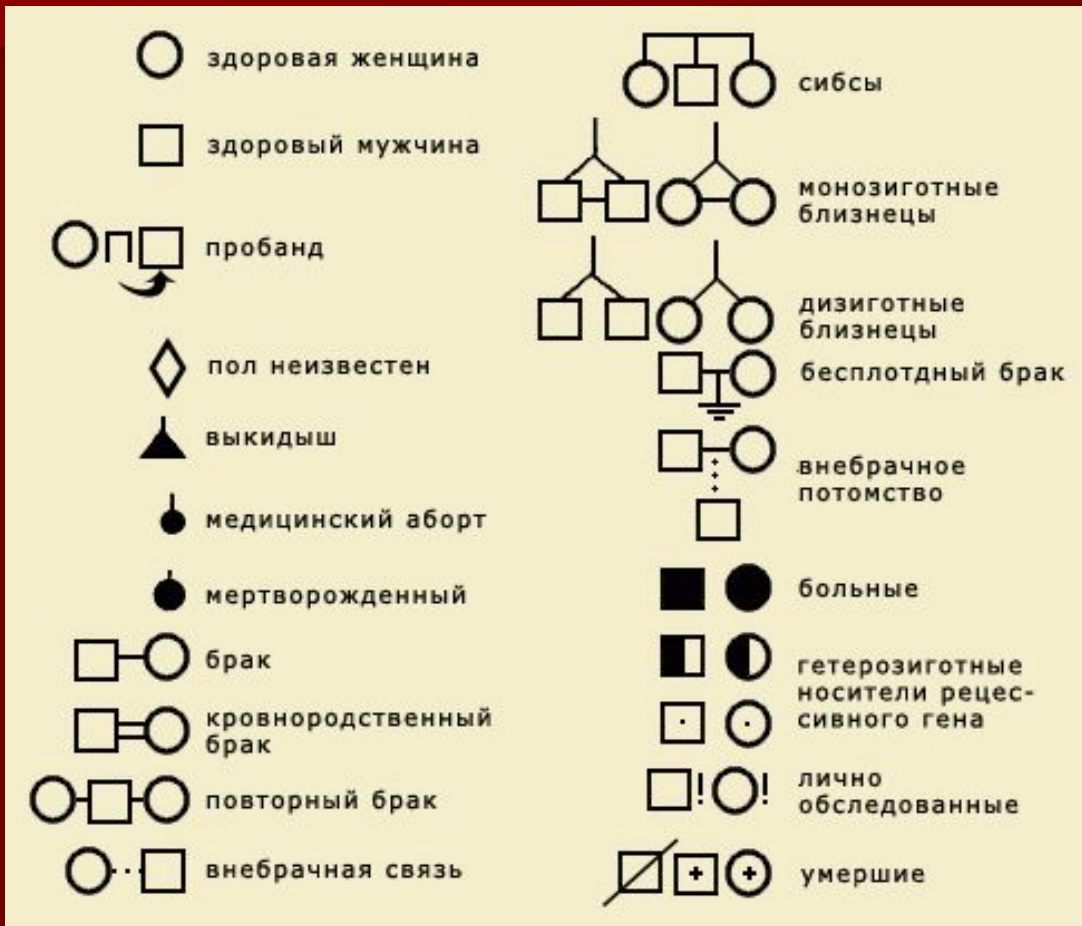 здоровая женщина
здоровый мужчина
П
пробанд
пол неизвестен
выкидыш
медицинский аборт
мертворожденный
брак
кровнородственный
брак
повторный брак
внебрачная связь
сибсы
монозиготные
близнецы
дизиготные
близнецы
бесплотдный брак
внебрачное
потомство
больные
гетерозиготные
носители рецес-
сивного гена
! !
лично
обследованные
умершие